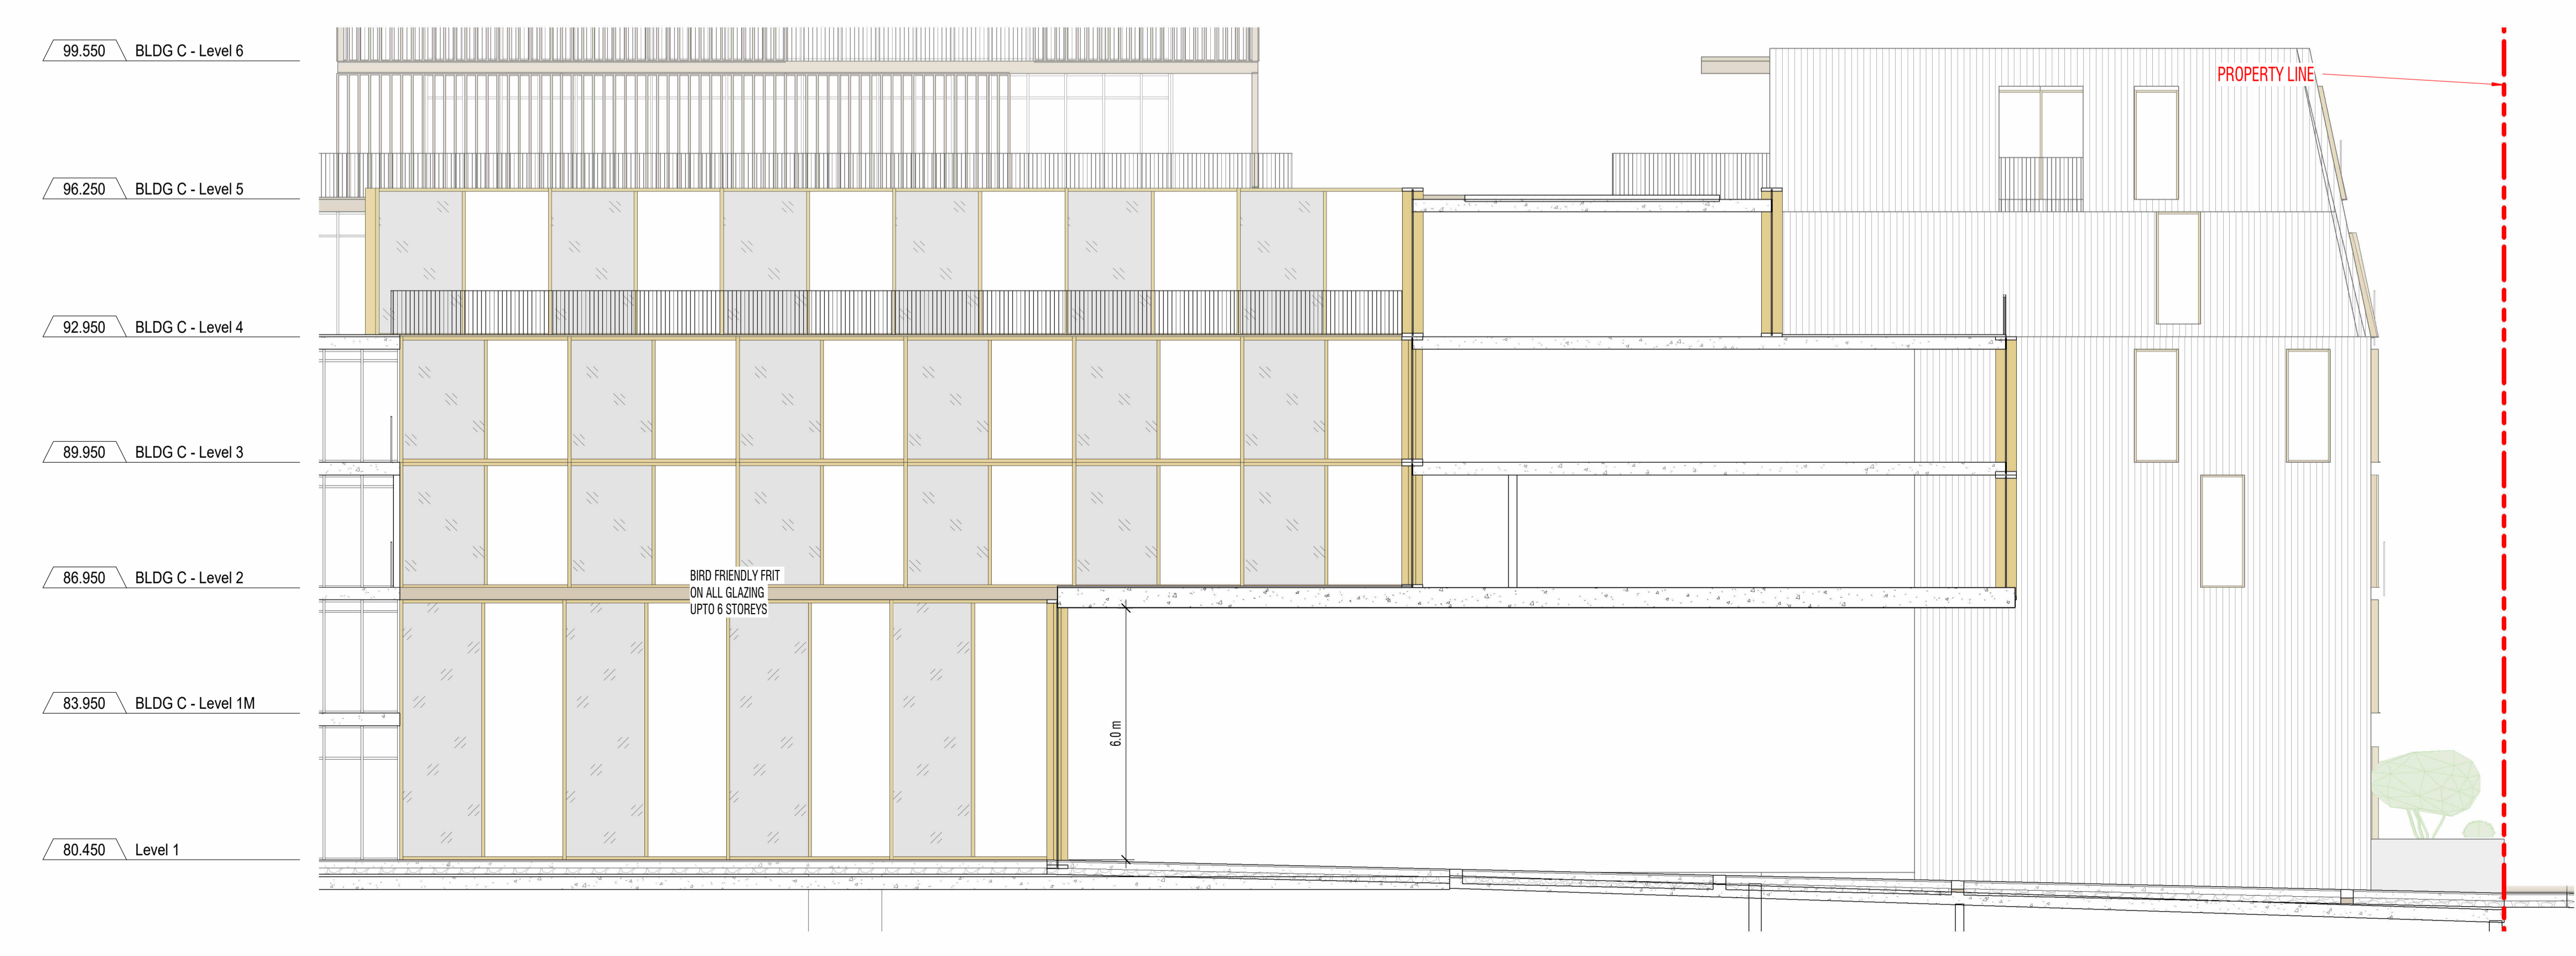 99.550 BLDG C - Level 6
PROPERTY LINE
96.250 BLDG C - Level 5
92.950 BLDG C - Level 4
89.950 BLDG C - Level 3
86.950 BLDG C - Level 2
BIRD FRIENDLY FRIT
ON ALL GLAZING
UPTO 6 STOREYS
83.950 BLDG C - Level 1M
6.0 m
80.450 Level 1